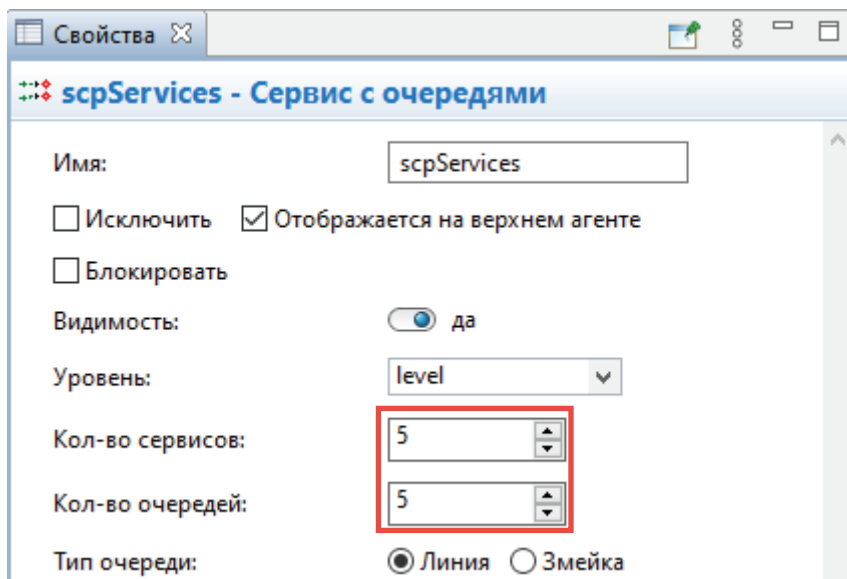 Свойства
scpServices - Сервис с очередями
Имя: scpServices
Исключить Отображается на верхнем агенте
Блокировать
Видимость: да
Уровень: level
Кол-во сервисов: 5
Кол-во очередей: 5
Тип очереди: Линия Змейка